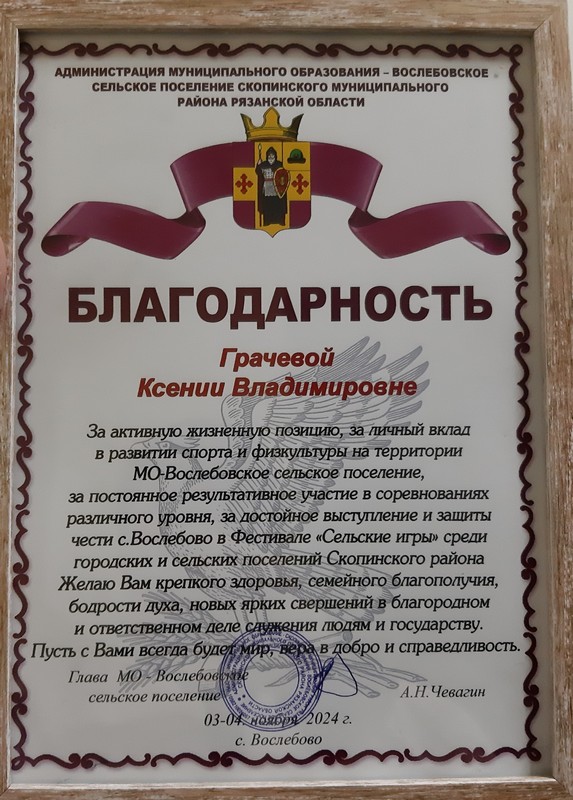 АДМИНИСТРАЦИЯ МУНИЦИПАЛЬНОГО ОБРАЗОВАНИЯ – ВОСЛЕБОВСКОЕ
СЕЛЬСКОЕ ПОСЕЛЕНИЕ СКОПИНСКОГО МУНИЦИПАЛЬНОГО
РАЙОНА РЯЗАНСКОЙ ОБЛАСТИ
БЛАГОДАРНОСТЬ
Грачевой
Ксении Владимировне
За активную жизненную позицию, за личный вклад
в развитии спорта и физкультуры на территории
МО-Вослебовское сельское поселение,
за постоянное результативное участие в соревнованиях
различного уровня, за достойное выступление и защиты
чести с.Вослебово в Фестивале «Сельские игры» среди
городских и сельских поселений Скопинского района
Желаю Вам крепкого здоровья, семейного благополучия,
бодрости духа, новых ярких свершений в благородном
и ответственном деле служения людям и государству.
Пусть с Вами всегда будет мир, вера в добро и справедливость.
Глава МО - Вослебовское
сельское поселение
А.Н.Чевагин
03-04 ноября 2024 г.
с. Вослебово